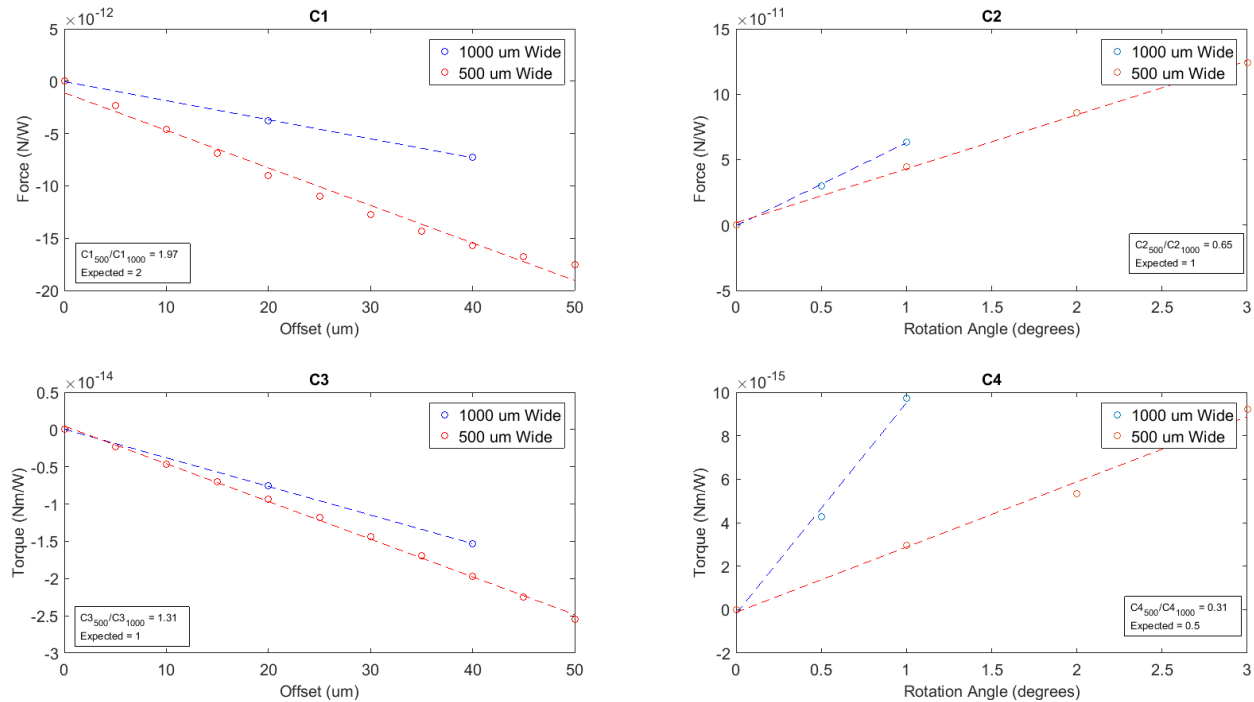 C1
×10⁻¹²
5
0
-5
-10
-15
-20
Force (N/W)
1000 um Wide
500 um Wide
C1₅₀₀/C1₁₀₀₀ = 1.97
Expected = 2
0 10 20 30 40 50
Offset (um)
C2
×10⁻¹¹
15
10
5
0
-5
Force (N/W)
1000 um Wide
500 um Wide
C2₅₀₀/C2₁₀₀₀ = 0.65
Expected = 1
0 0.5 1 1.5 2 2.5 3
Rotation Angle (degrees)
C3
×10⁻¹⁴
0.5
0
-0.5
-1
-1.5
-2
-2.5
-3
Torque (Nm/W)
1000 um Wide
500 um Wide
C3₅₀₀/C3₁₀₀₀ = 1.31
Expected = 1
0 10 20 30 40 50
Offset (um)
C4
×10⁻¹⁵
10
8
6
4
2
0
-2
Torque (Nm/W)
1000 um Wide
500 um Wide
C4₅₀₀/C4₁₀₀₀ = 0.31
Expected = 0.5
0 0.5 1 1.5 2 2.5 3
Rotation Angle (degrees)